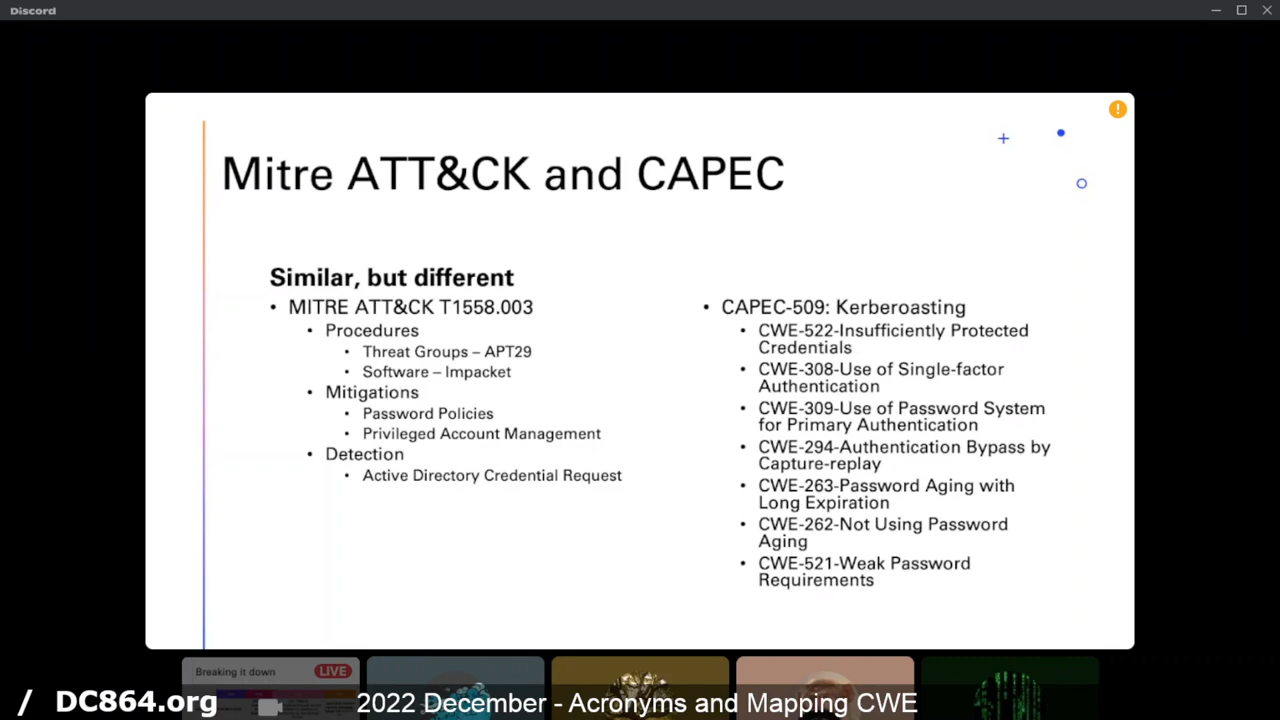 Discord
Mitre ATT&CK and CAPEC
Similar, but different
• MITRE ATT&CK T1558.003
• Procedures
• Threat Groups – APT29
• Software – Impacket
• Mitigations
• Password Policies
• Privileged Account Management
• Detection
• Active Directory Credential Request
• CAPEC-509: Kerberoasting
• CWE-522-Insufficiently Protected
Credentials
• CWE-308-Use of Single-factor
Authentication
• CWE-309-Use of Password System
for Primary Authentication
• CWE-294-Authentication Bypass by
Capture-replay
• CWE-263-Password Aging with
Long Expiration
• CWE-262-Not Using Password
Aging
• CWE-521-Weak Password
Requirements
Breaking it down
LIVE
/ DC864.org
2022 December - Acronyms and Mapping CWE